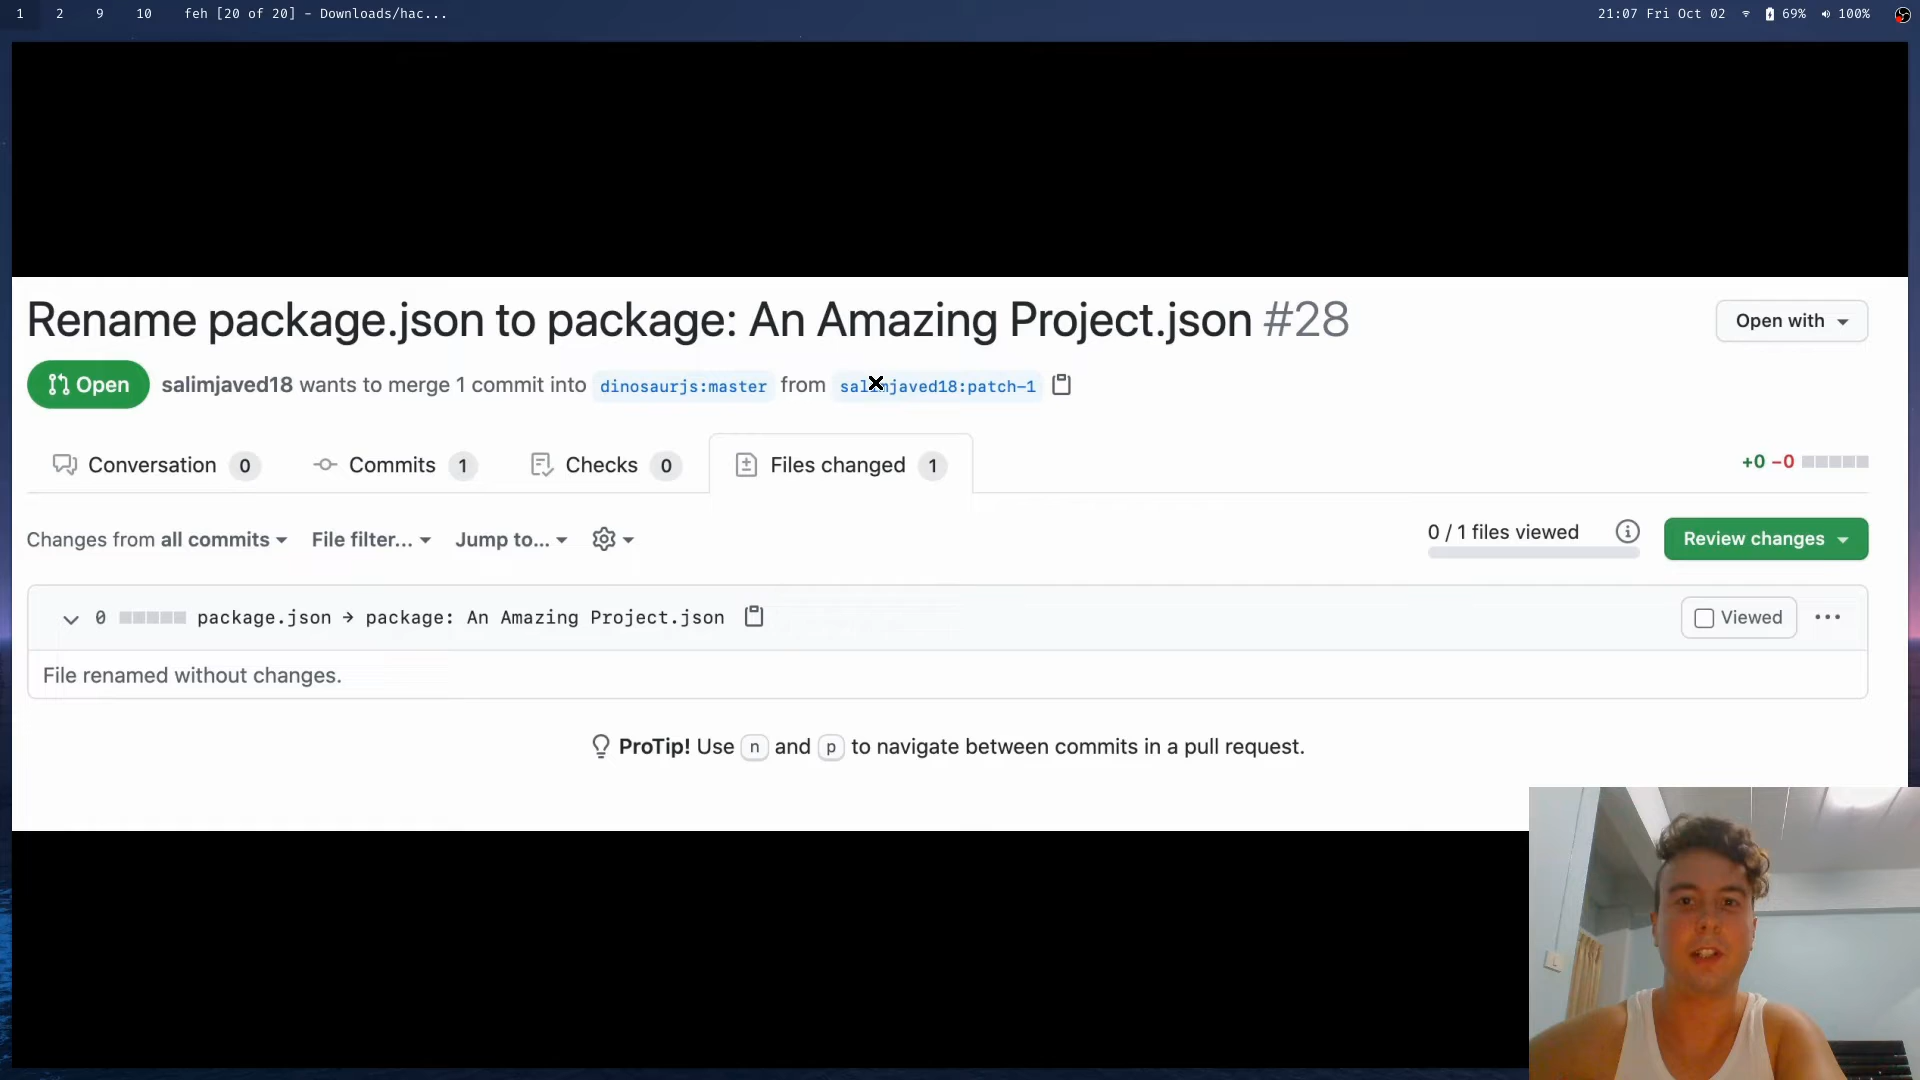 1 2 9 10 feh [20 of 20] - Downloads/hac... 21:07 Fri Oct 02 69% 100%
Rename package.json to package: An Amazing Project.json #28 Open with
Open salimjaved18 wants to merge 1 commit into dinosaurjs:master from salimjaved18:patch-1
Conversation 0 Commits 1 Checks 0 Files changed 1 +0 −0
Changes from all commits File filter... Jump to... 0 / 1 files viewed Review changes
0 package.json → package: An Amazing Project.json Viewed ...
File renamed without changes.
ProTip! Use n and p to navigate between commits in a pull request.